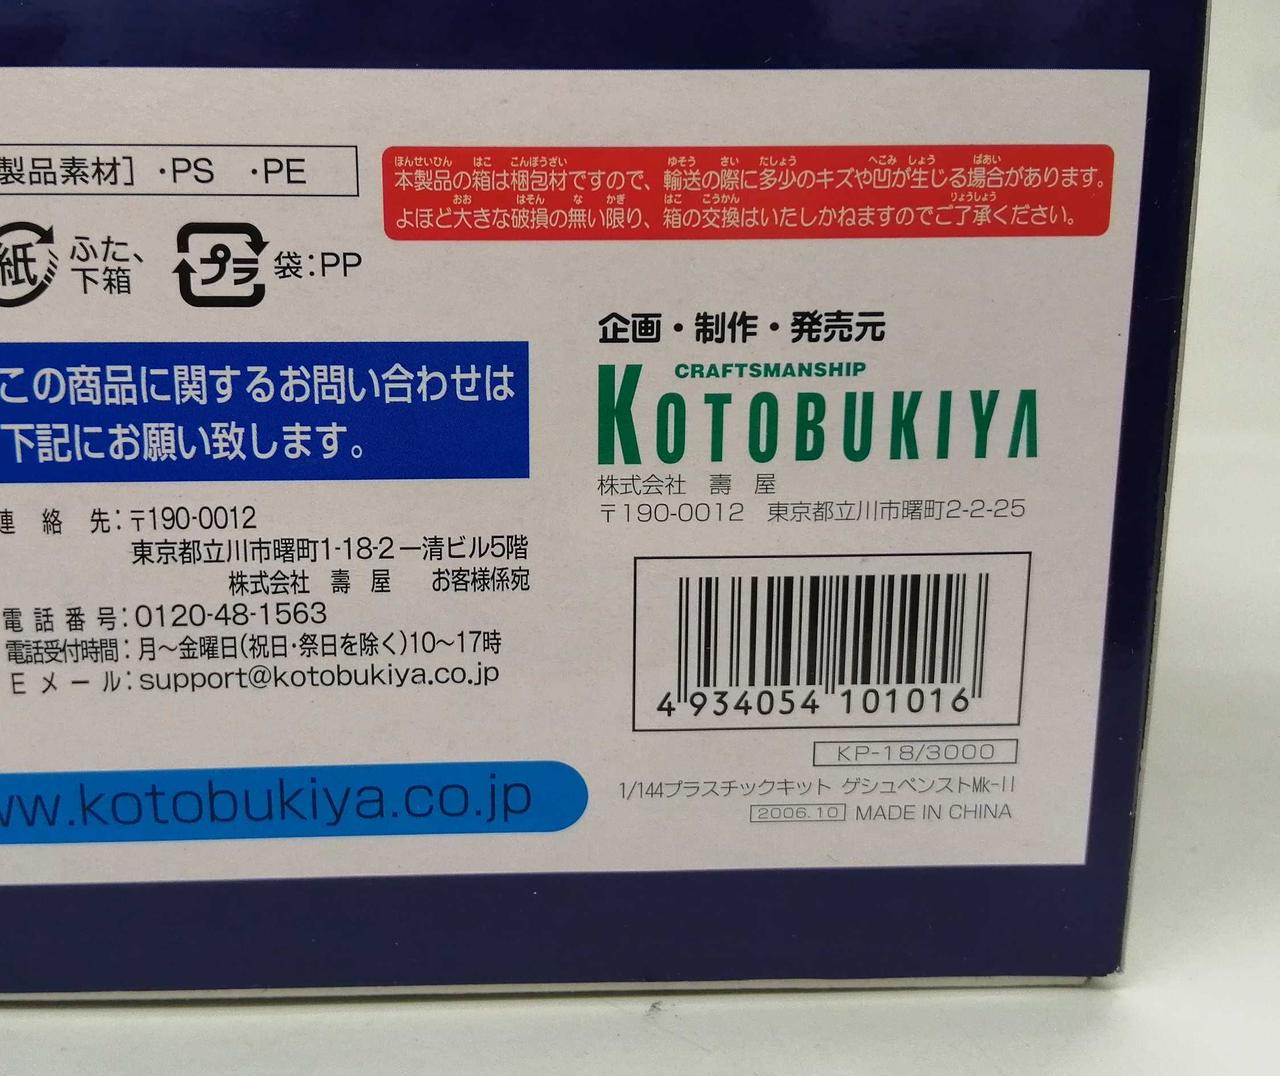 製品素材] ・PS ・PE
ほんせいひん はこ こんぽうざい ゆそう さい たしょう へこみ しょう ばあい
本製品の箱は梱包材ですので、輸送の際に多少のキズや凹が生じる場合があります。
おお はそん な かぎ はこ こうかん りょうしょう
よほど大きな破損の無い限り、箱の交換はいたしかねますのでご了承ください。
紙 ふた、
下箱
プラ 袋:PP
この商品に関するお問い合わせは
下記にお願い致します。
連絡先:〒190-0012
東京都立川市曙町1-18-2 一清ビル5階
株式会社 壽屋 お客様係宛
電話番号:0120-48-1563
電話受付時間:月〜金曜日(祝日・祭日を除く)10〜17時
Eメール:support@kotobukiya.co.jp
ww.kotobukiya.co.jp
企画・制作・発売元
CRAFTSMANSHIP
KOTOBUKIYA
株式会社 壽屋
〒190-0012 東京都立川市曙町2-2-25
4 934054 101016
KP-18/3000
1/144プラスチックキット ゲシュペンストMk-II
2006.10 MADE IN CHINA